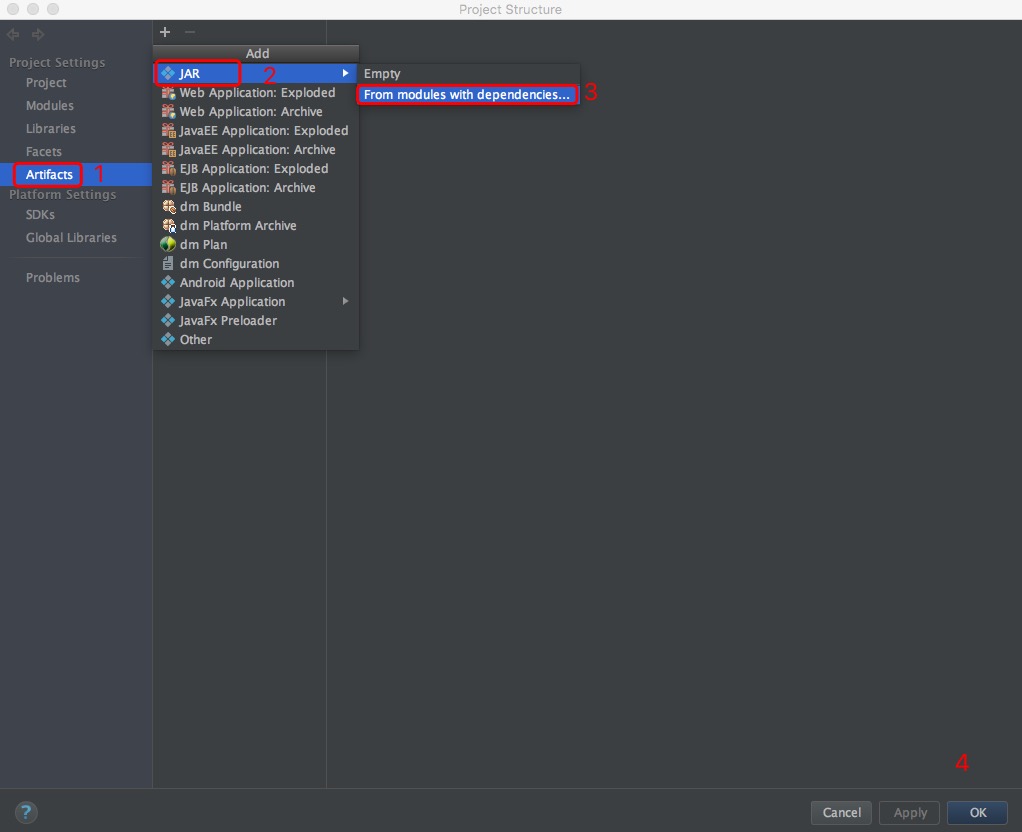 Project Structure
Add
Project Settings
Project
Modules
Libraries
Facets
Artifacts 1
Platform Settings
SDKs
Global Libraries
Problems
JAR 2
Web Application: Exploded
Web Application: Archive
JavaEE Application: Exploded
JavaEE Application: Archive
EJB Application: Exploded
EJB Application: Archive
dm Bundle
dm Platform Archive
dm Plan
dm Configuration
Android Application
JavaFx Application
JavaFx Preloader
Other
Empty
From modules with dependencies... 3
4
? Cancel Apply OK